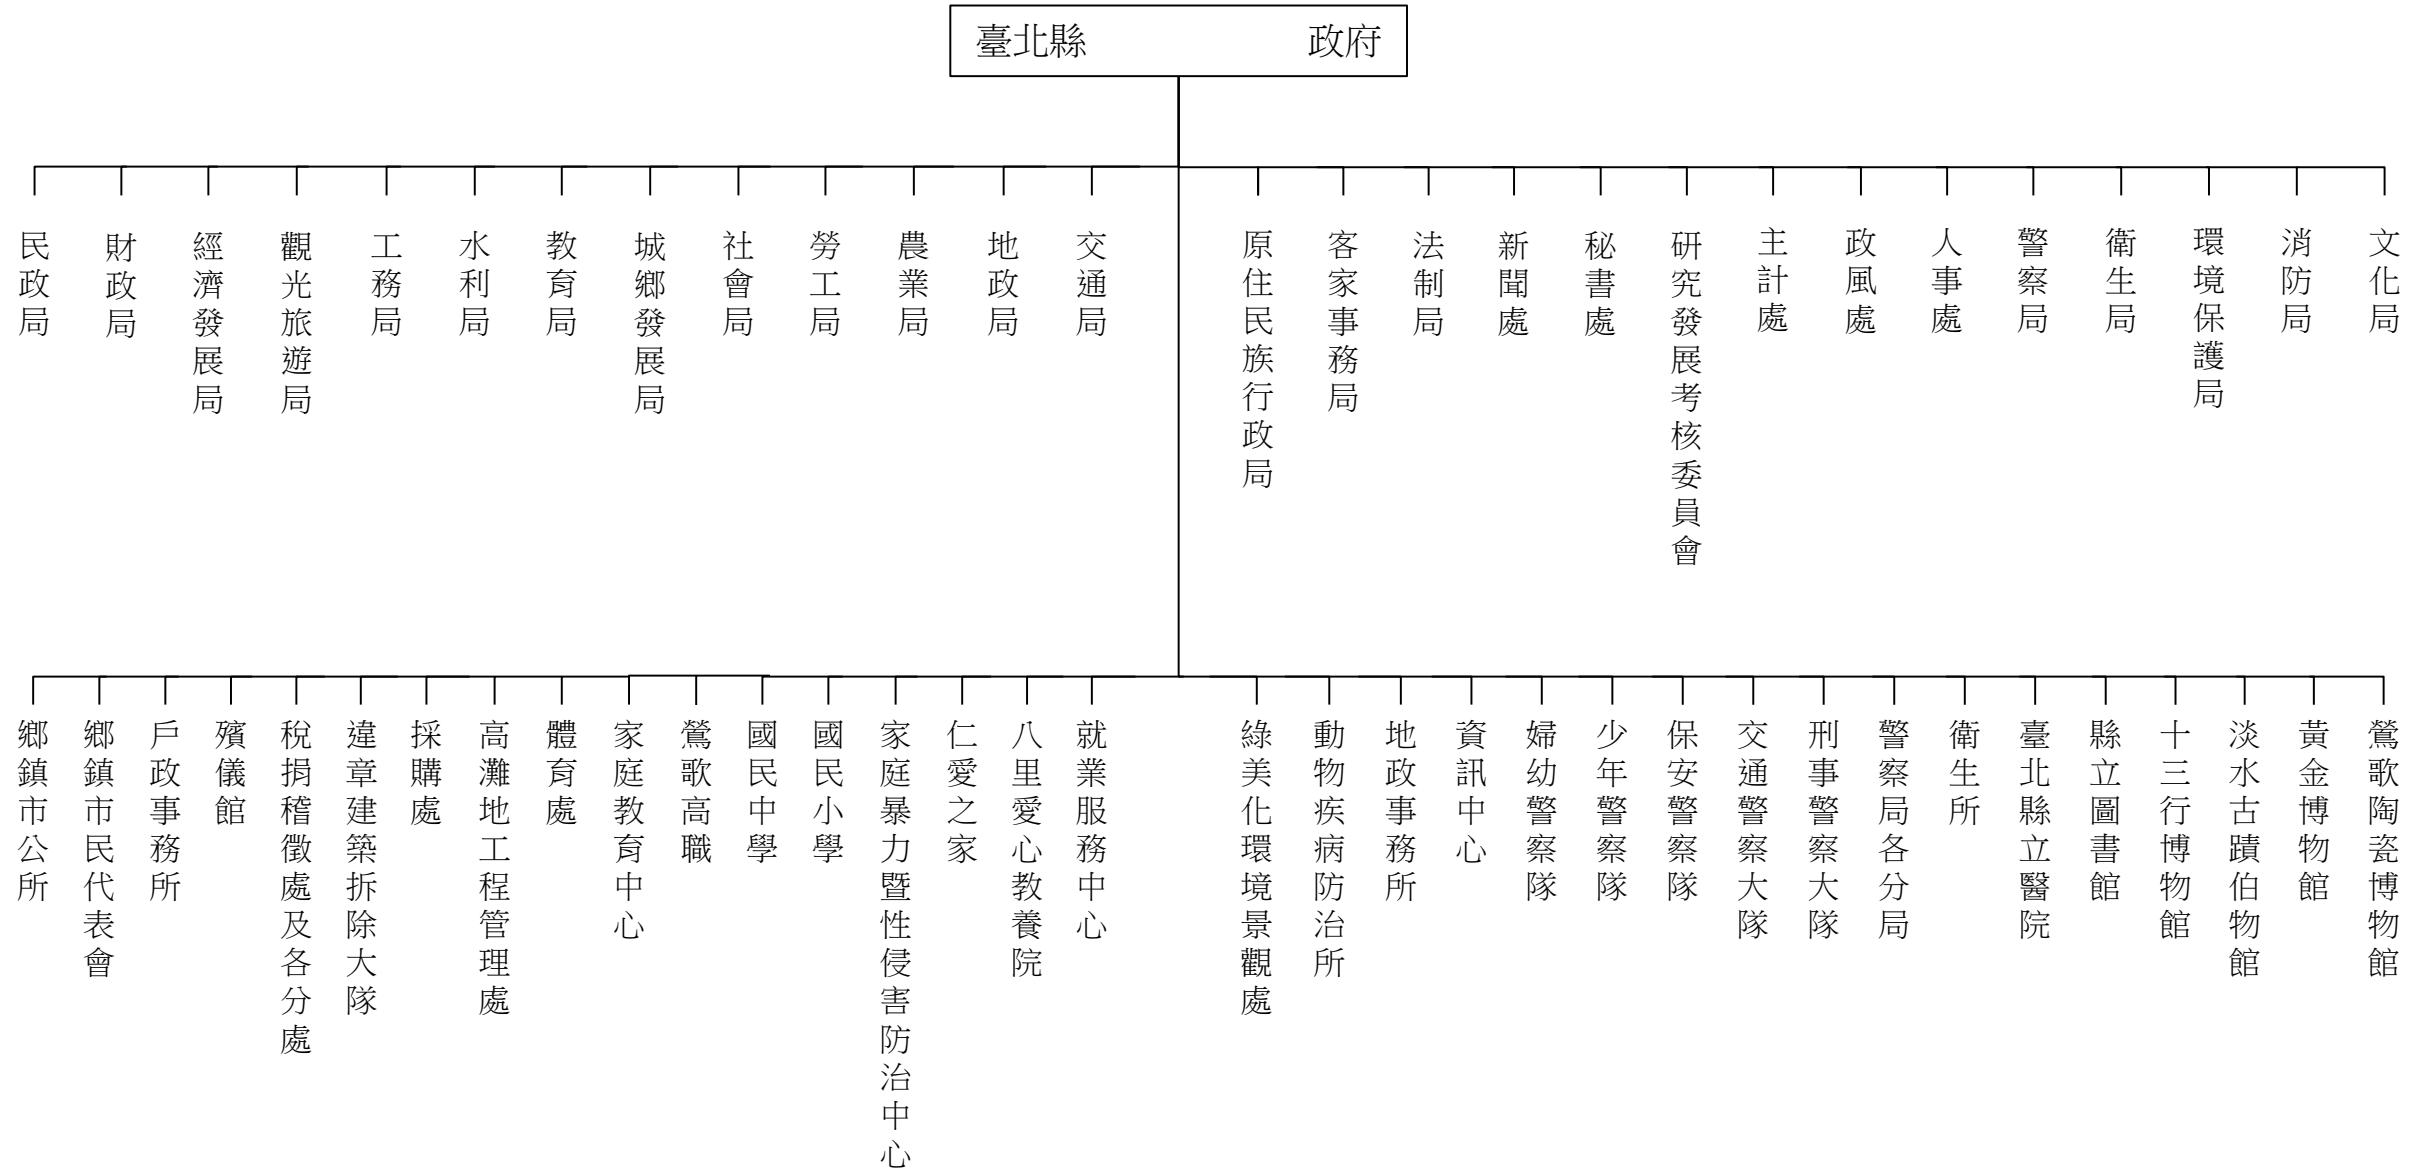 臺北縣 政府
民政局
財政局
經濟發展局
觀光旅遊局
工務局
水利局
教育局
城鄉發展局
社會局
勞工局
農業局
地政局
交通局
原住民族行政局
客家事務局
法制局
新聞處
秘書處
研究發展考核委員會
主計處
政風處
人事處
警察局
衛生局
環境保護局
消防局
文化局
鄉鎮市公所
鄉鎮市民代表會
戶政事務所
殯儀館
稅捐稽徵處及各分處
違章建築拆除大隊
採購處
高灘地工程管理處
體育處
家庭教育中心
鶯歌高職
國民中學
國民小學
家庭暴力暨性侵害防治中心
仁愛之家
八里愛心教養院
就業服務中心
綠美化環境景觀處
動物疾病防治所
地政事務所
資訊中心
婦幼警察隊
少年警察隊
保安警察隊
交通警察大隊
刑事警察大隊
警察局各分局
衛生所
臺北縣立醫院
縣立圖書館
十三行博物館
淡水古蹟伯物館
黃金博物館
鶯歌陶瓷博物館